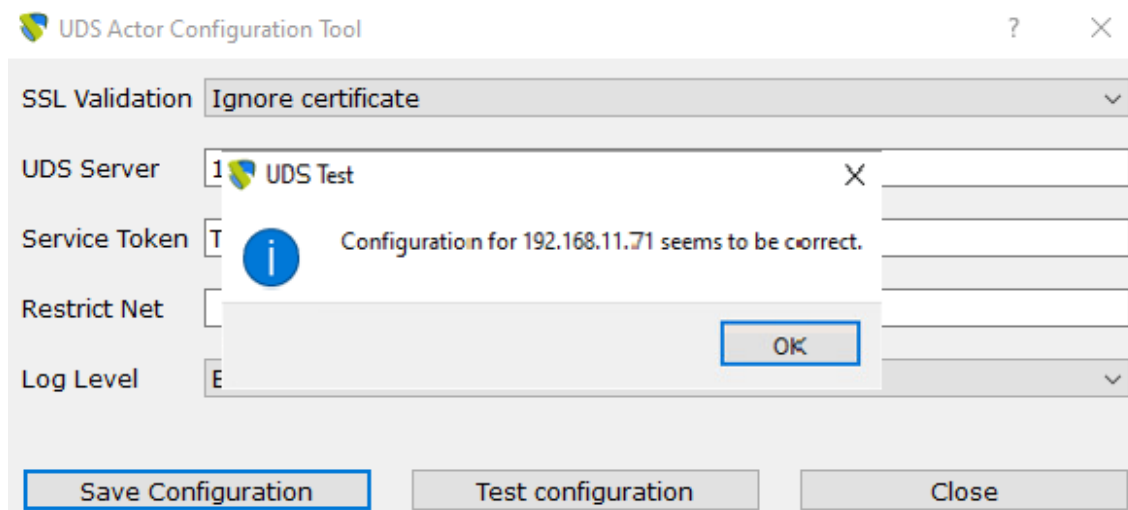 UDS Actor Configuration Tool
SSL Validation Ignore certificate
UDS Server 1
UDS Test
Configuration for 192.168.11.71 seems to be correct.
Service Token T
Restrict Net
OK
Log Level E
Save Configuration Test configuration Close